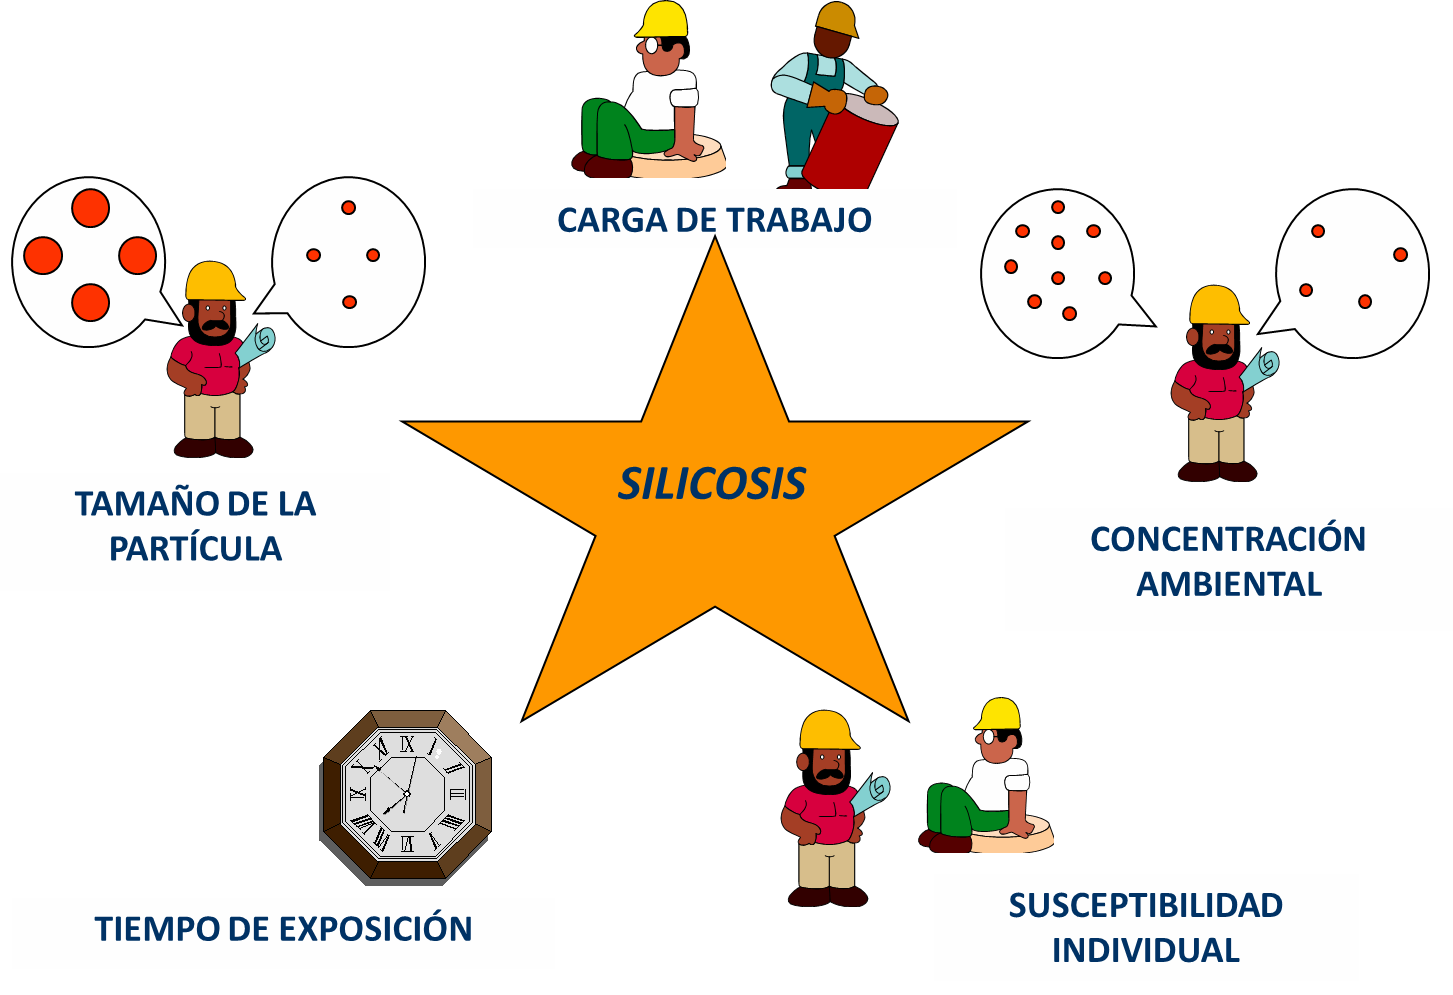 CARGA DE TRABAJO
SILICOSIS
TAMAÑO DE LA
PARTÍCULA
CONCENTRACIÓN
AMBIENTAL
TIEMPO DE EXPOSICIÓN
SUSCEPTIBILIDAD
INDIVIDUAL